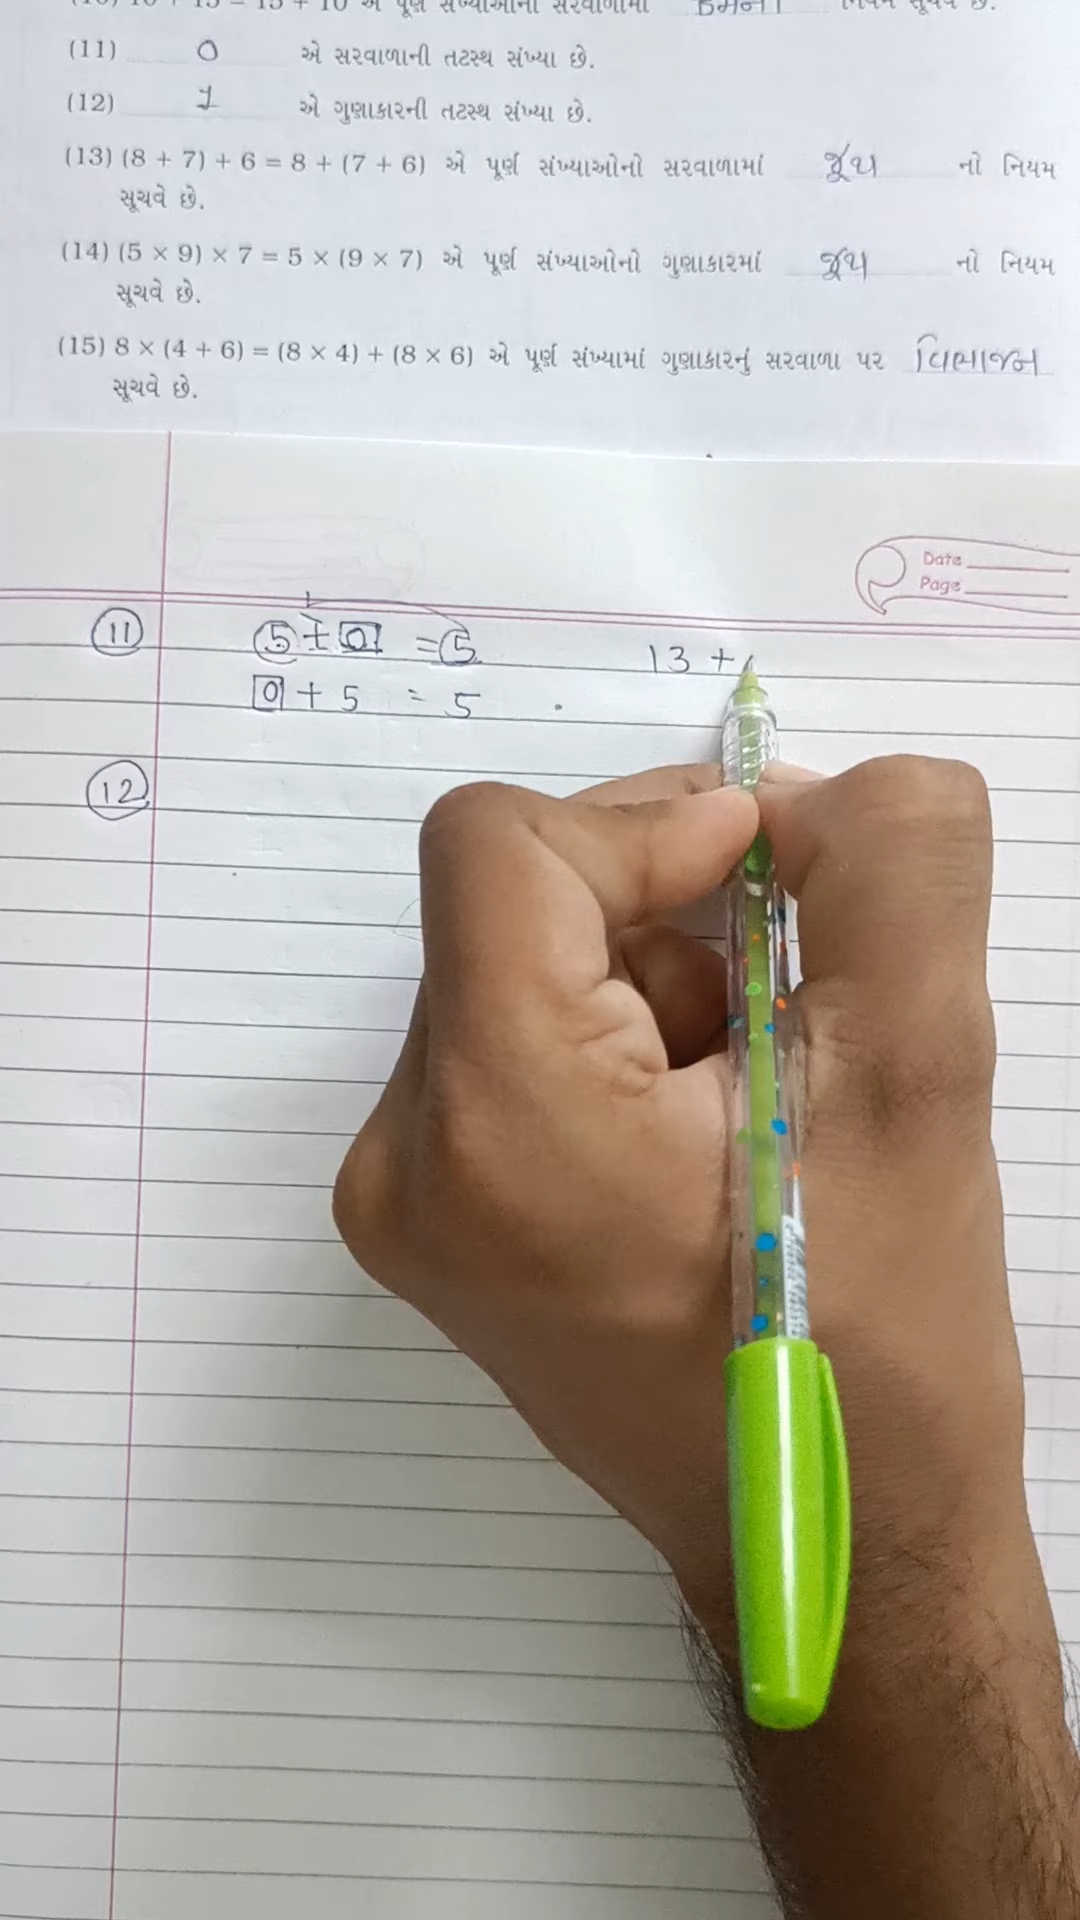 (11) 0 એ સરવાળાની તટસ્થ સંખ્યા છે.
(12) 1 એ ગુણાકારની તટસ્થ સંખ્યા છે.
(13) (8 + 7) + 6 = 8 + (7 + 6) એ પૂર્ણ સંખ્યાઓનો સરવાળામાં જૂથ નો નિયમ
સૂચવે છે.
(14) (5 × 9) × 7 = 5 × (9 × 7) એ પૂર્ણ સંખ્યાઓનો ગુણાકારમાં જૂથ નો નિયમ
સૂચવે છે.
(15) 8 × (4 + 6) = (8 × 4) + (8 × 6) એ પૂર્ણ સંખ્યામાં ગુણાકારનું સરવાળા પર વિભાજન
સૂચવે છે.
Date
Page
11 5 + 0 = 5 13 +
0 + 5 = 5
12